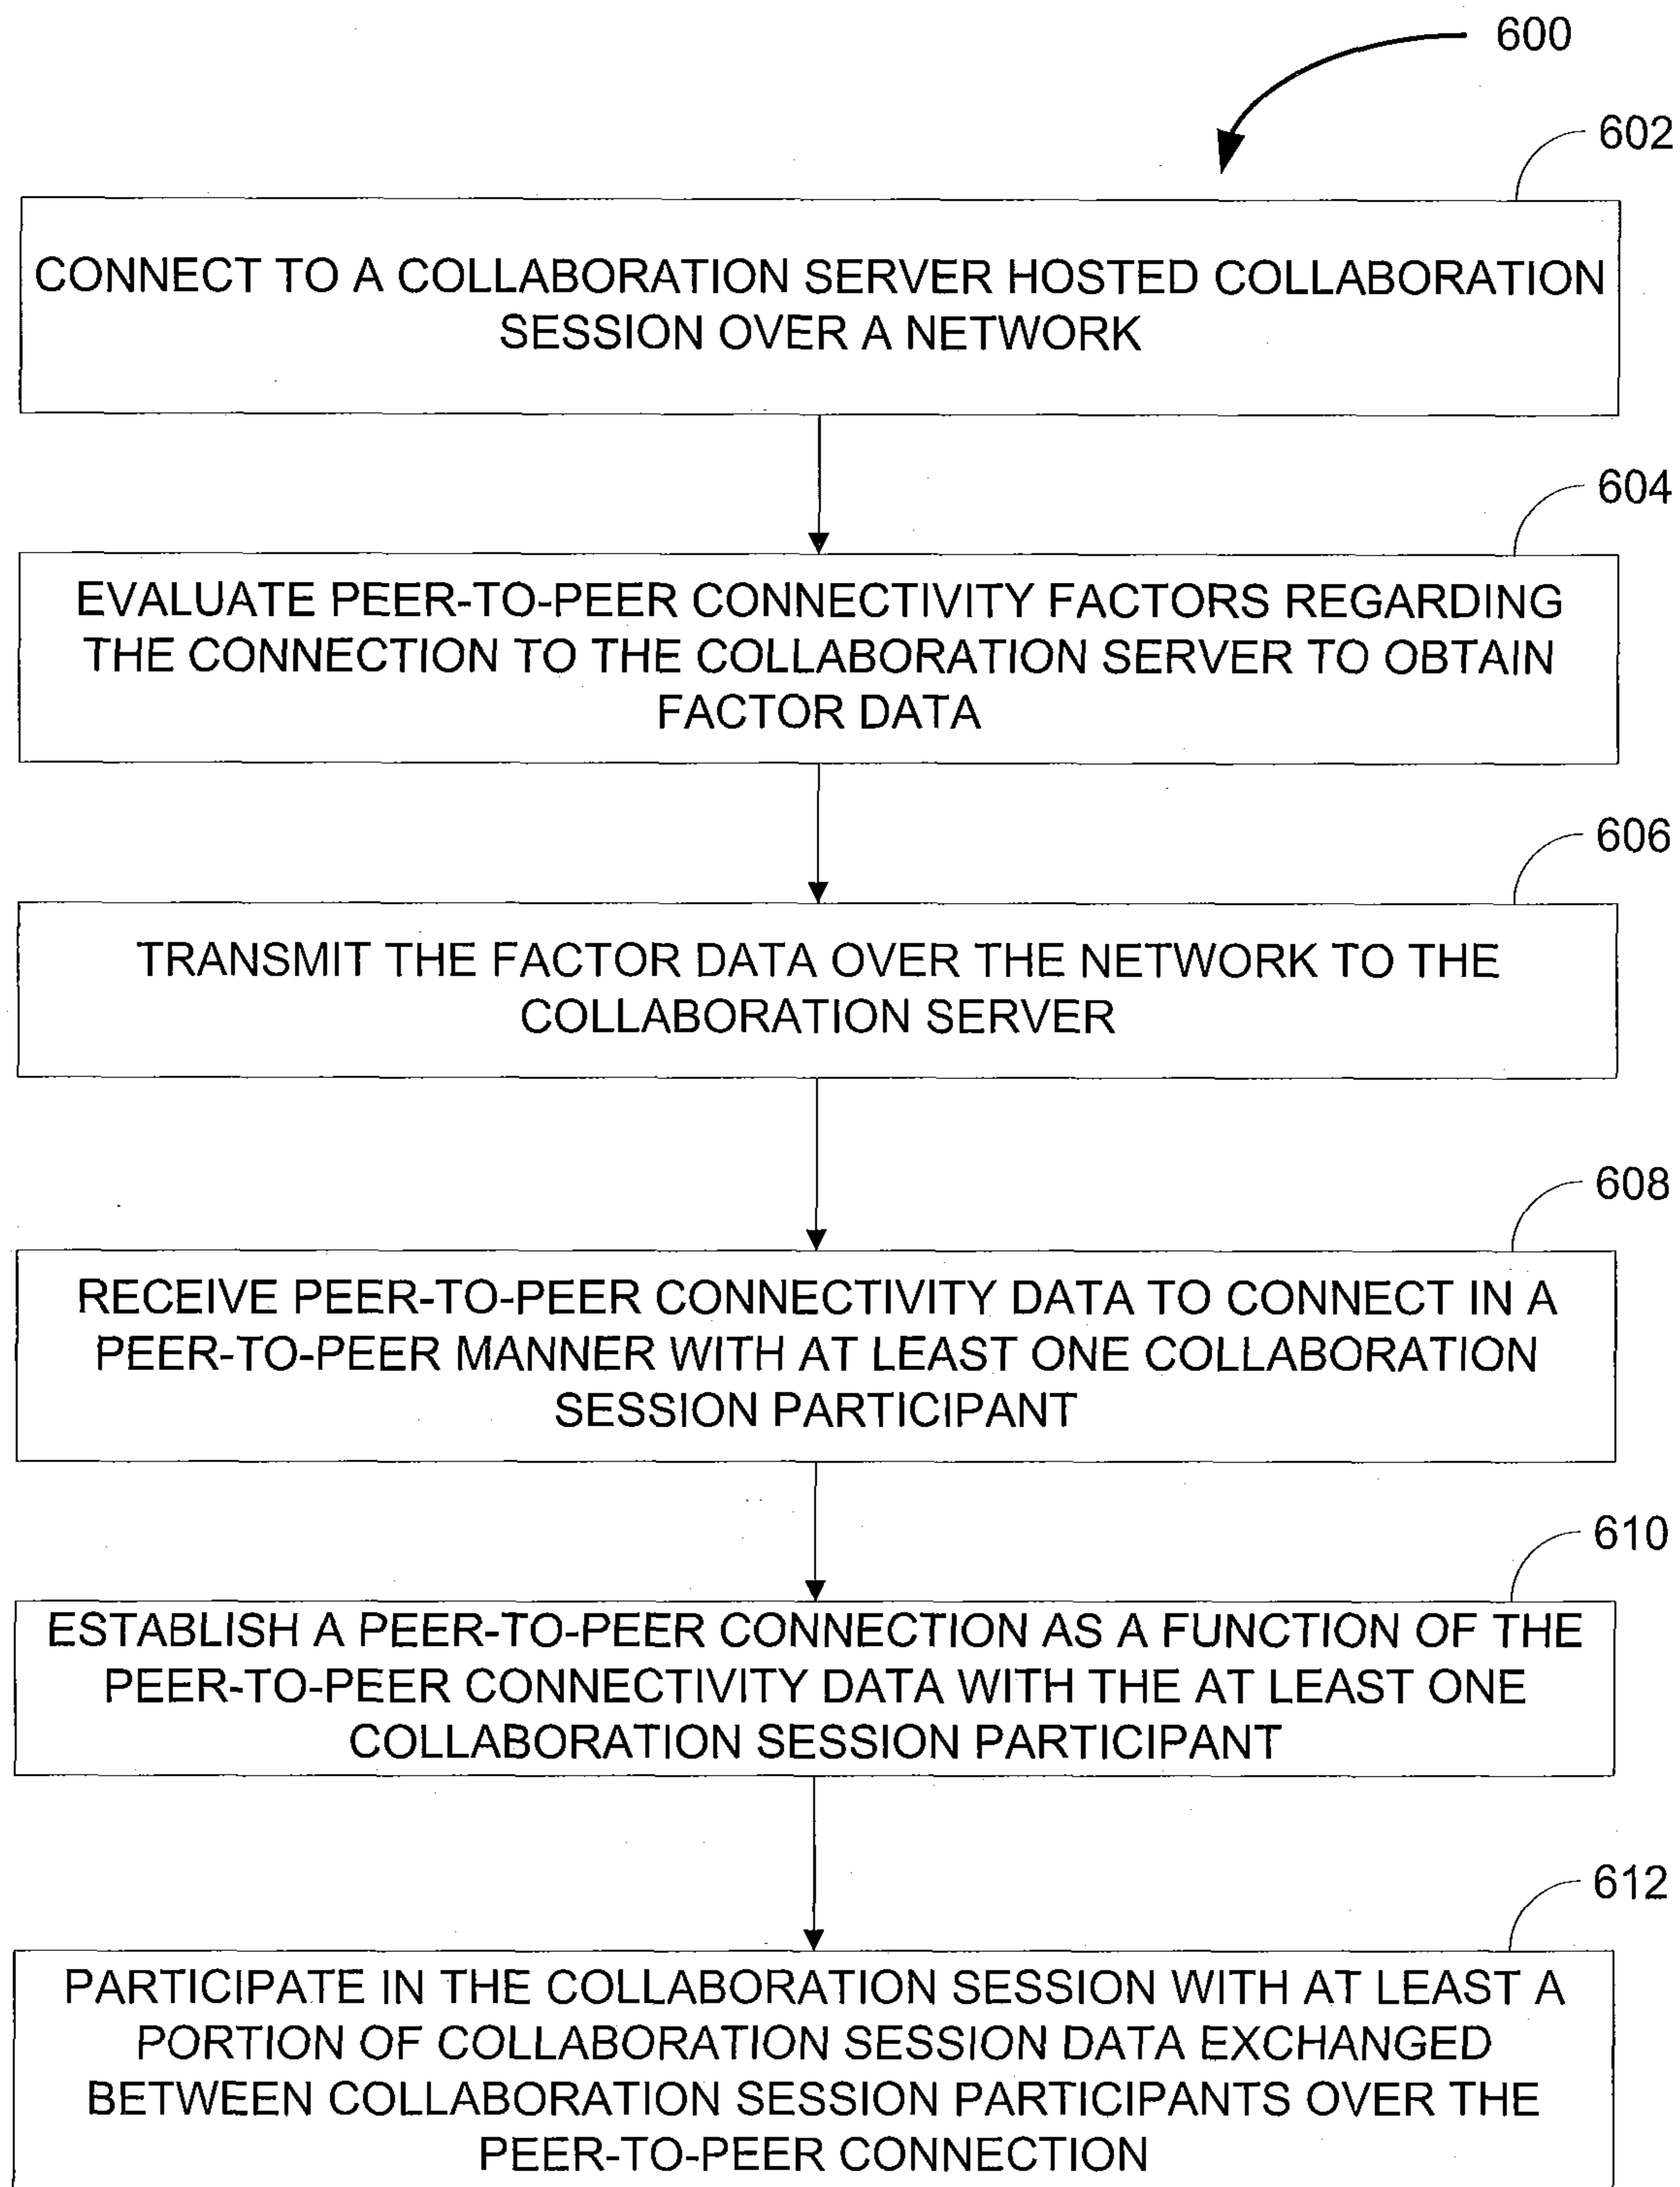 600
602
CONNECT TO A COLLABORATION SERVER HOSTED COLLABORATION
SESSION OVER A NETWORK
604
EVALUATE PEER-TO-PEER CONNECTIVITY FACTORS REGARDING
THE CONNECTION TO THE COLLABORATION SERVER TO OBTAIN
FACTOR DATA
606
TRANSMIT THE FACTOR DATA OVER THE NETWORK TO THE
COLLABORATION SERVER
608
RECEIVE PEER-TO-PEER CONNECTIVITY DATA TO CONNECT IN A
PEER-TO-PEER MANNER WITH AT LEAST ONE COLLABORATION
SESSION PARTICIPANT
610
ESTABLISH A PEER-TO-PEER CONNECTION AS A FUNCTION OF THE
PEER-TO-PEER CONNECTIVITY DATA WITH THE AT LEAST ONE
COLLABORATION SESSION PARTICIPANT
612
PARTICIPATE IN THE COLLABORATION SESSION WITH AT LEAST A
PORTION OF COLLABORATION SESSION DATA EXCHANGED
BETWEEN COLLABORATION SESSION PARTICIPANTS OVER THE
PEER-TO-PEER CONNECTION